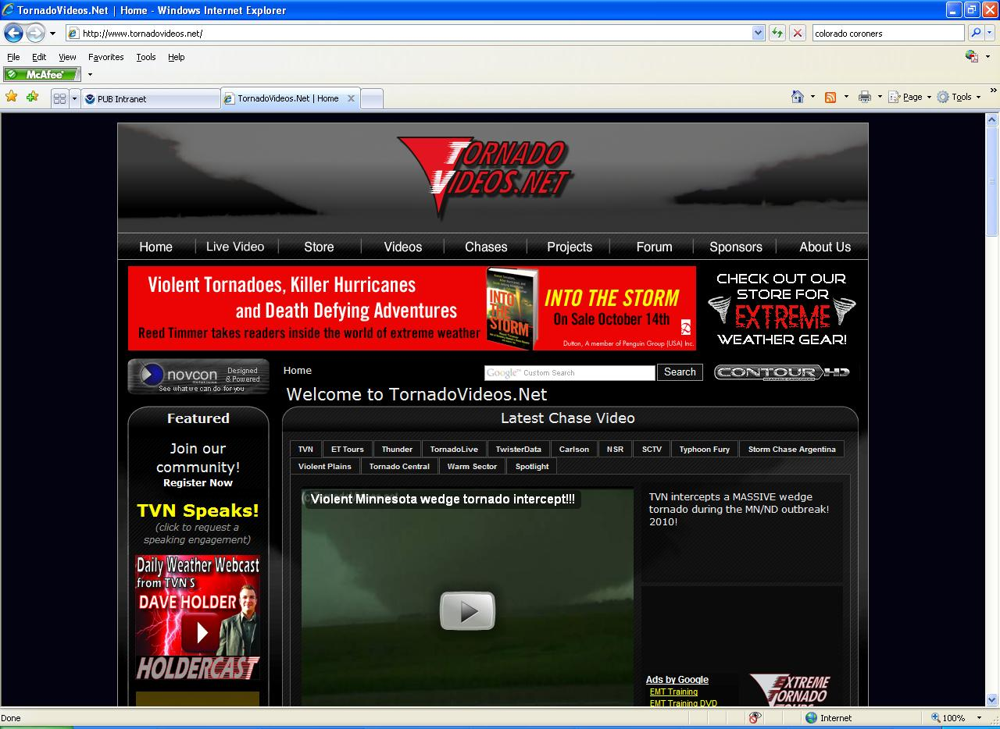 TornadoVideos.Net | Home - Windows Internet Explorer
http://www.tornadovideos.net/
colorado coroners
File Edit View Favorites Tools Help
McAfee
PUB Intranet
TornadoVideos.Net | Home
Page
Tools
TORNADO
VIDEOS.NET
Home
Live Video
Store
Videos
Chases
Projects
Forum
Sponsors
About Us
Violent Tornadoes, Killer Hurricanes
and Death Defying Adventures
Reed Timmer takes readers inside the world of extreme weather
INTO
THE
STORM
INTO THE STORM
On Sale October 14th
Dutton, A member of Penguin Group (USA) Inc.
CHECK OUT OUR
STORE FOR
EXTREME
WEATHER GEAR!
novcon
Designed
& Powered
See what we can do for you
Home
Google™ Custom Search
Search
CONTOUR HD
Welcome to TornadoVideos.Net
Featured
Join our
community!
Register Now
TVN Speaks!
(click to request a
speaking engagement)
Daily Weather Webcast
from TVN'S
DAVE HOLDER
HOLDERCAST
Latest Chase Video
TVN
ET Tours
Thunder
TornadoLive
TwisterData
Carlson
NSR
SCTV
Typhoon Fury
Storm Chase Argentina
Violent Plains
Tornado Central
Warm Sector
Spotlight
Violent Minnesota wedge tornado intercept!!!
TVN intercepts a MASSIVE wedge
tornado during the MN/ND outbreak!
2010!
Ads by Google
EMT Training
EMT Training DVD
EXTREME
TORNADO
TOURS
Done
Internet
100%